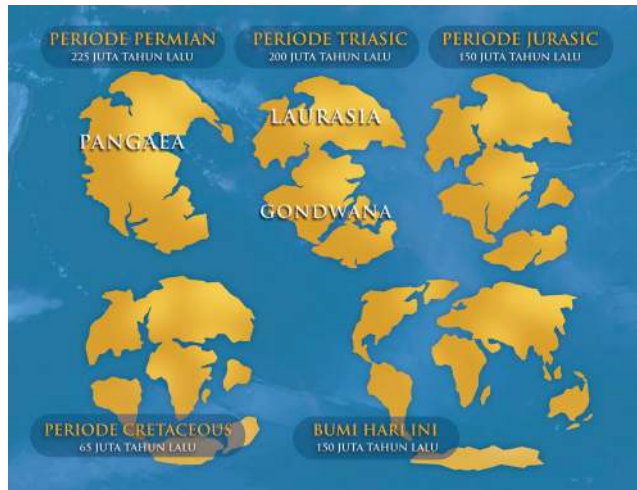 PERIODE PERMIAN
225 JUTA TAHUN LALU
PERIODE TRIASIC
200 JUTA TAHUN LALU
PERIODE JURASIC
150 JUTA TAHUN LALU
PANGAEA
LAURASIA
GONDWANA
PERIODE CRETACEOUS
65 JUTA TAHUN LALU
BUMI HARI INI
150 JUTA TAHUN LALU